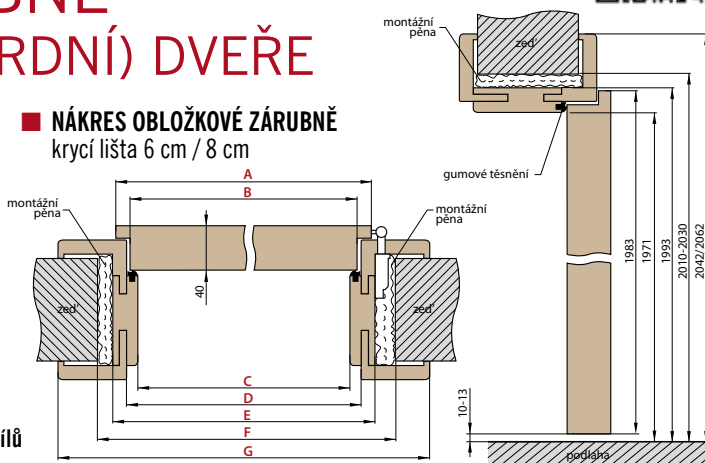 RDNÍ) DVEŘE
NÁKRES OBLOŽKOVÉ ZÁRUBNĚ
krycí lišta 6 cm / 8 cm
A
B
montážní
pěna
montážní
pěna
40
zeď
zeď
C
D
E
F
G
ílů
montážní
pěna
zeď
gumové těsnění
1983
1971
1993
2010-2030
2042/2062
10-13
podlaha